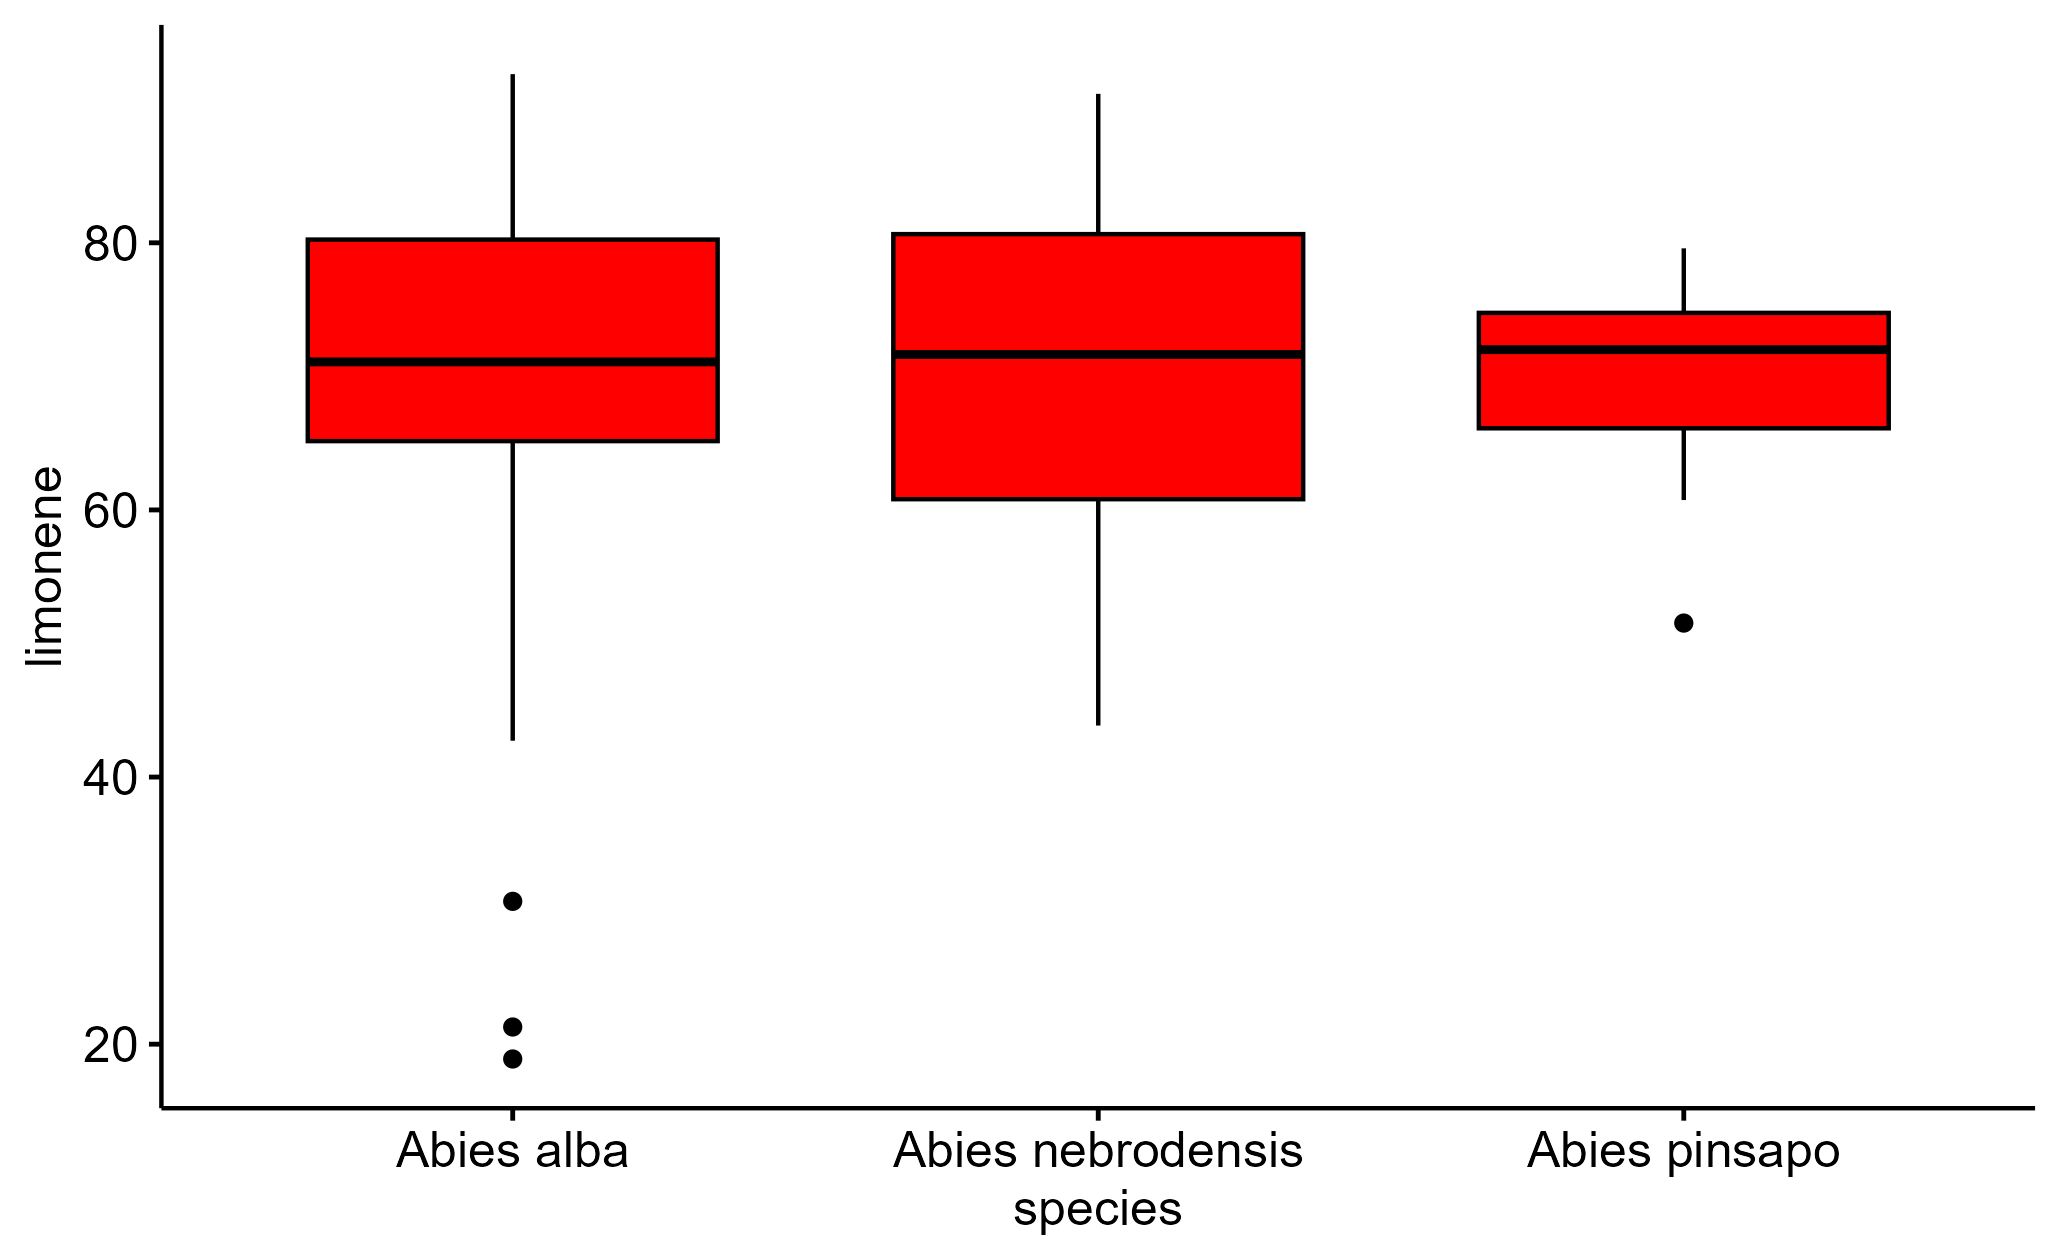 limonene
80
60
40
20
Abies alba
Abies nebrodensis
Abies pinsapo
species